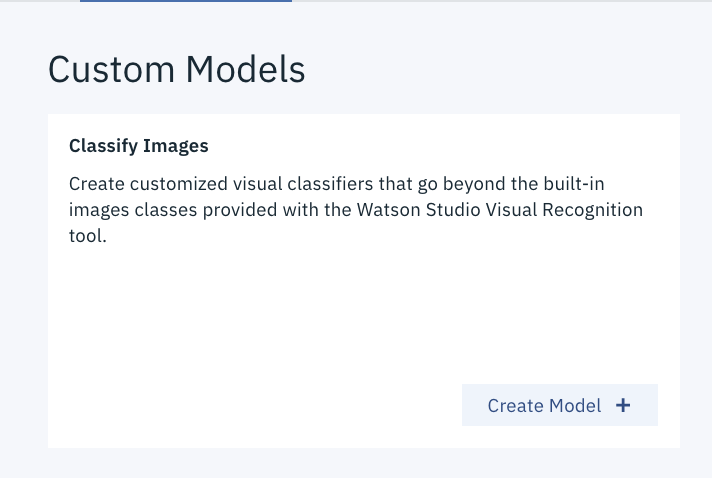 Custom Models
Classify Images
Create customized visual classifiers that go beyond the built-in
images classes provided with the Watson Studio Visual Recognition
tool.
Create Model +